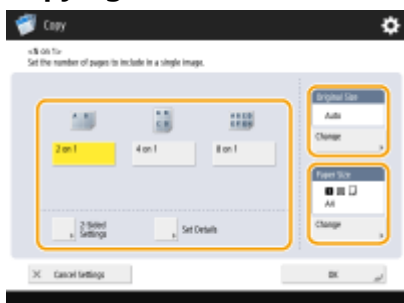 Copy
<N on 1>
Set the number of pages to include in a single image.
Original Size
Auto
Change
2 on 1
4 on 1
8 on 1
Paper Size
A4
Change
2-Sided
Settings
Set Details
Cancel Settings
OK